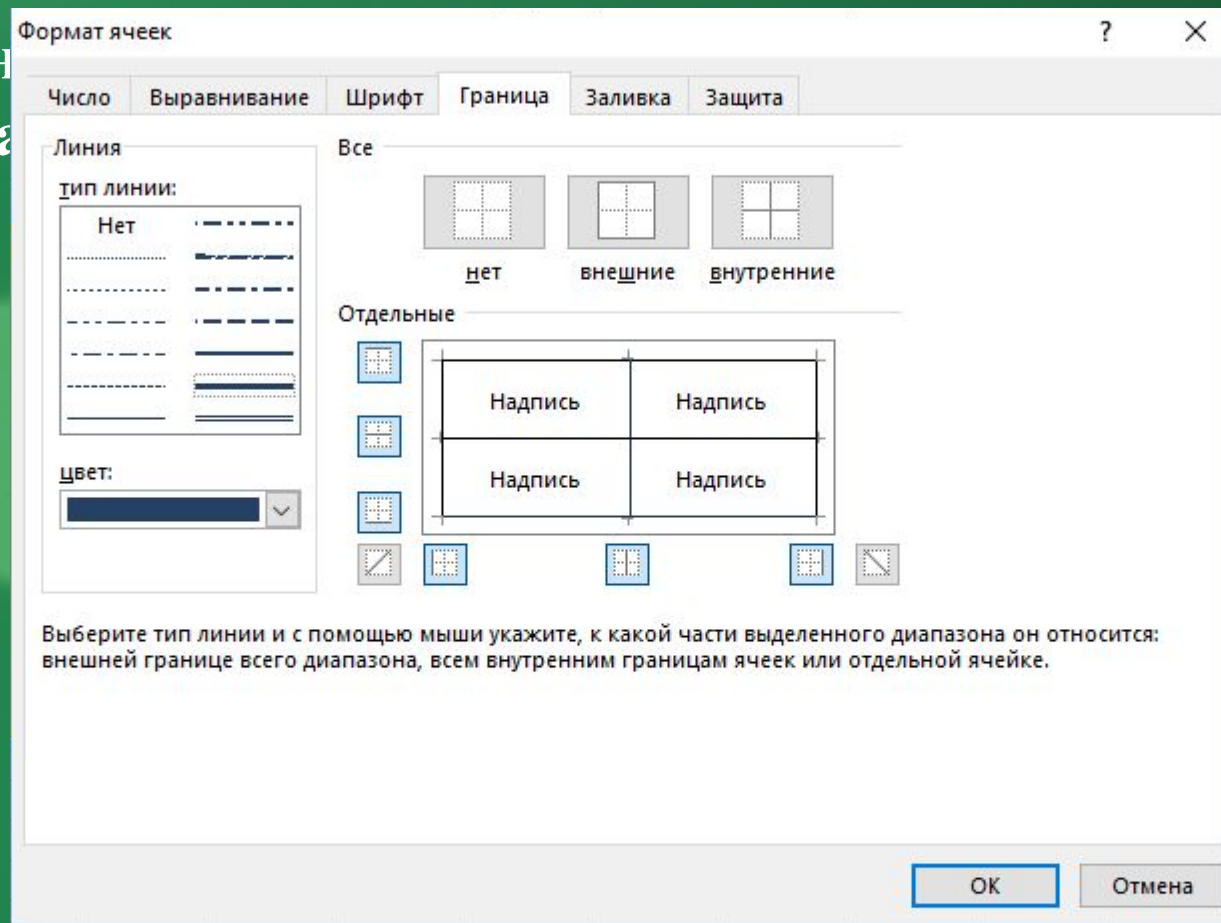 Формат ячеек ?
Число Выравнивание Шрифт Граница Заливка Защита
Линия
тип линии:
Нет
цвет:
Все
нет внешние внутренние
Отдельные
Надпись Надпись
Надпись Надпись
Выберите тип линии и с помощью мыши укажите, к какой части выделенного диапазона он относится:
внешней границе всего диапазона, всем внутренним границам ячеек или отдельной ячейке.
ОК Отмена